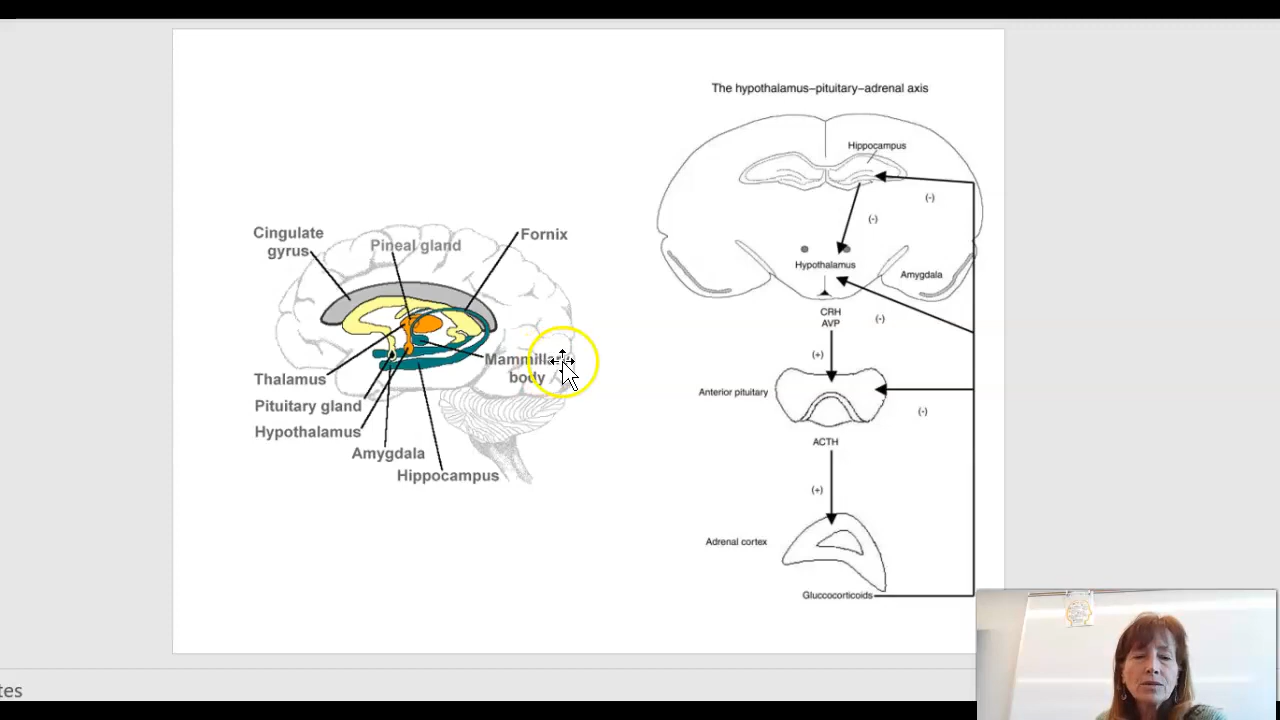 The hypothalamus–pituitary–adrenal axis
Hippocampus
(-)
(-)
Hypothalamus
Amygdala
CRH
AVP
(-)
(+)
Anterior pituitary
(-)
ACTH
(+)
Adrenal cortex
Gluccocorticoids
Cingulate
gyrus
Pineal gland
Fornix
Mammillary
body
Thalamus
Pituitary gland
Hypothalamus
Amygdala
Hippocampus
tes